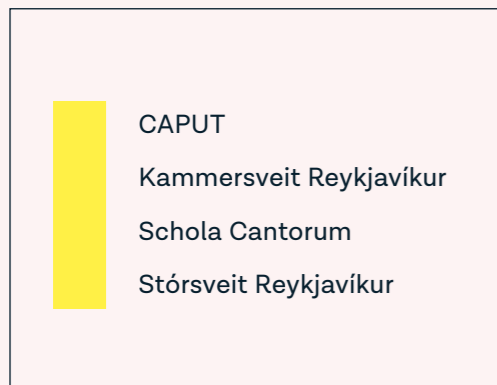 CAPUT
Kammersveit Reykjavíkur
Schola Cantorum
Stórsveit Reykjavíkur